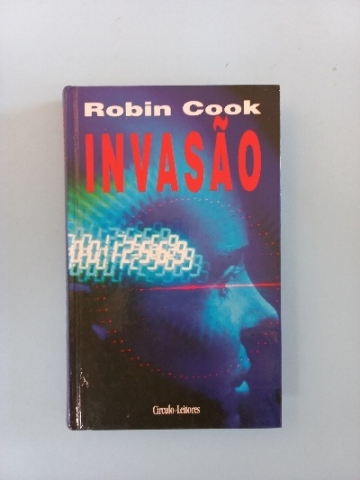 Robin Cook
INVASÃO
Círculo-Leitores